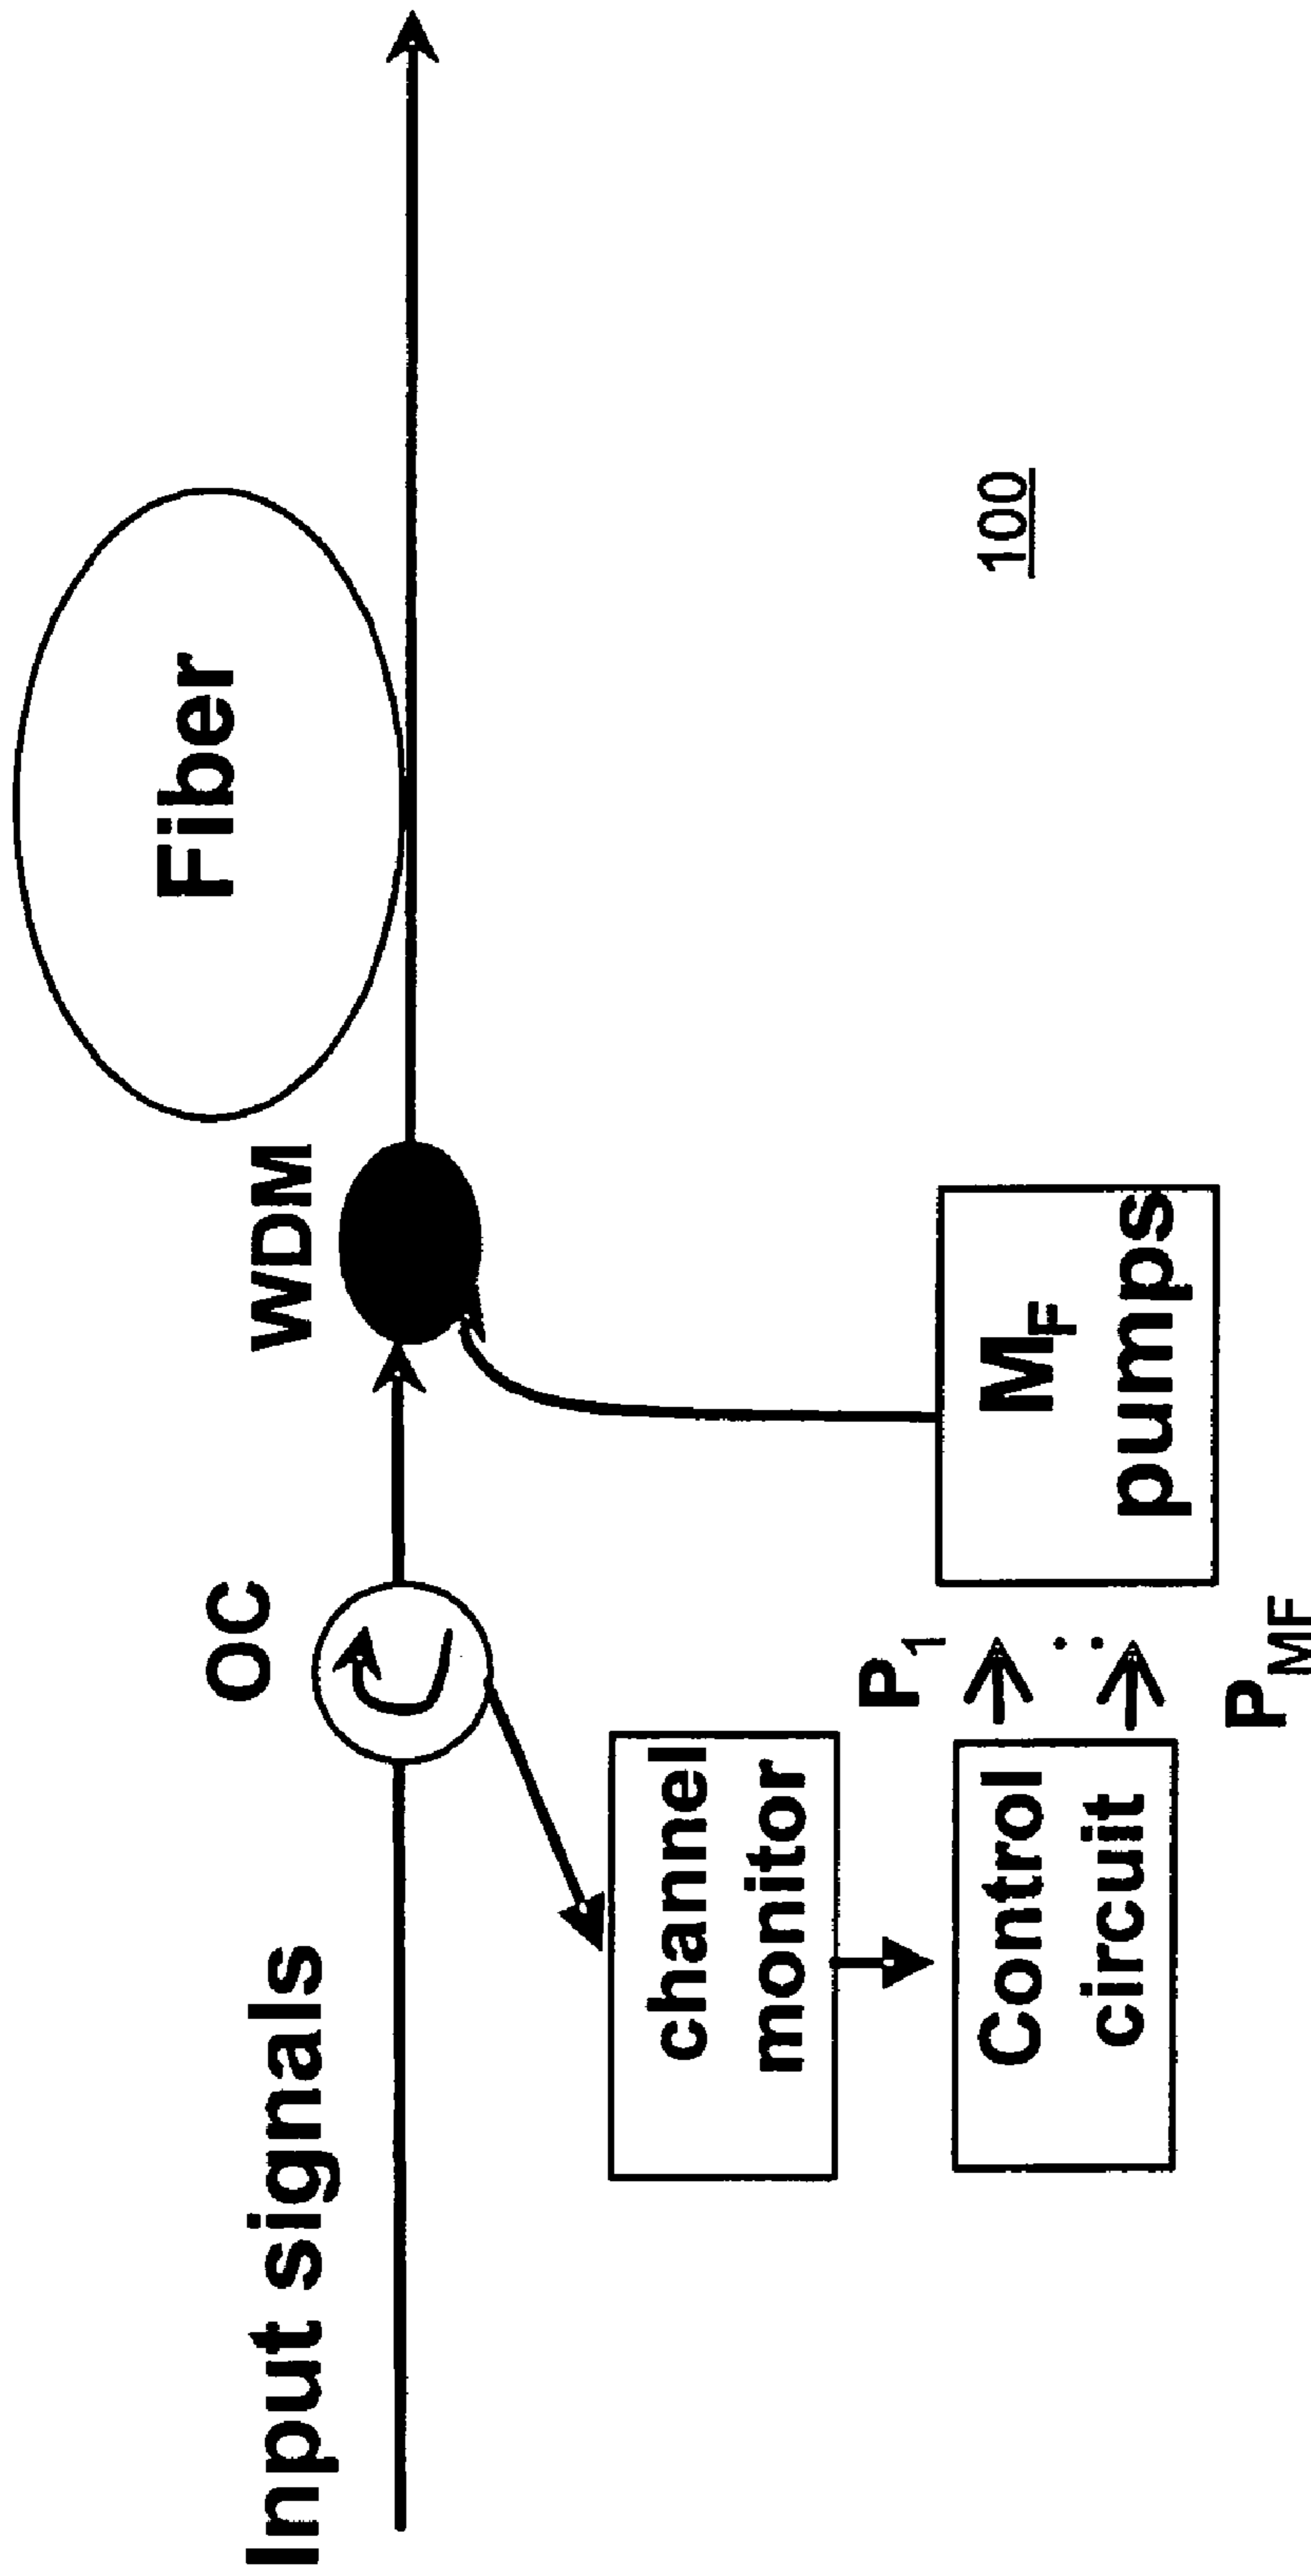 Input signals
OC
WDM
Fiber
channel
monitor
Control
circuit
P1
PMF
MF
pumps
100